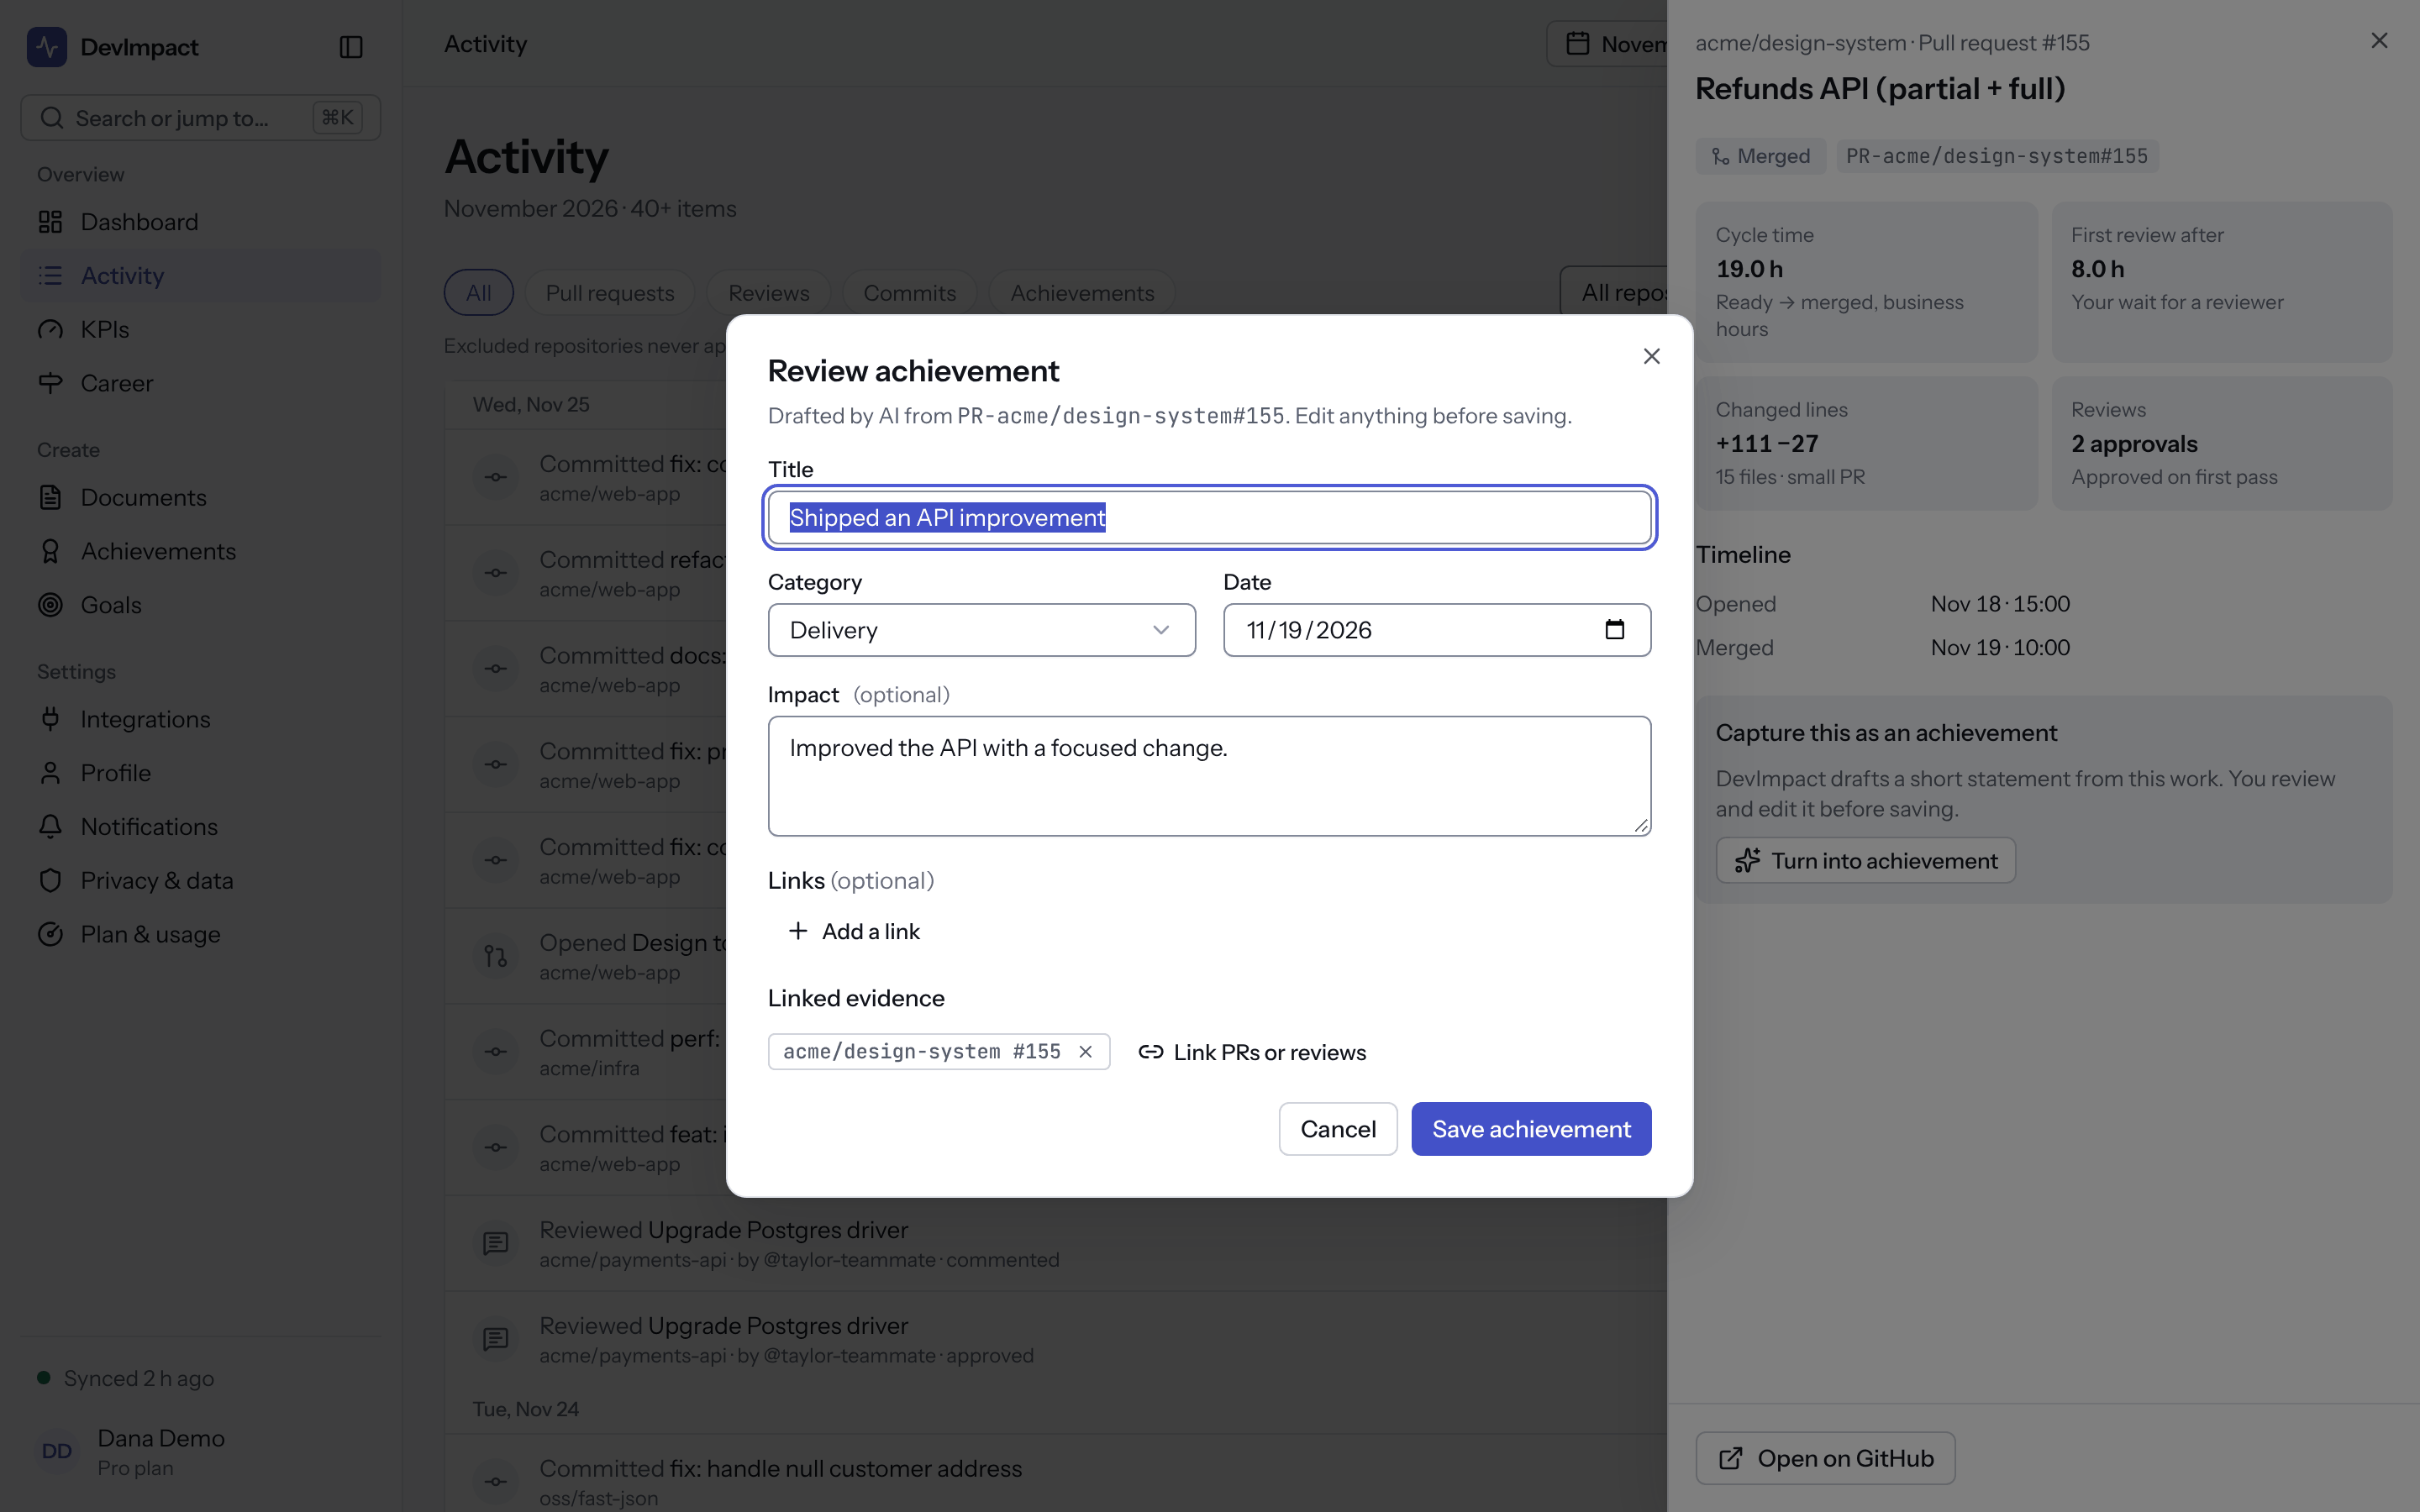 DevImpact
Search or jump to...
⌘K
Overview
Dashboard
Activity
KPIs
Career
Create
Documents
Achievements
Goals
Settings
Integrations
Profile
Notifications
Privacy & data
Plan & usage
Synced 2 h ago
DD
Dana Demo
Pro plan
Activity
Activity
November 2026 · 40+ items
All
Pull requests
Reviews
Commits
Achievements
Wed, Nov 25
Committed fix:
acme/web-app
Committed
acme/web-app
Committed docs:
acme/web-app
Committed fix:
acme/web-app
Committed fix:
acme/web-app
Opened Design
acme/web-app
Committed perf:
acme/infra
Committed feat:
acme/web-app
Reviewed Upgrade Postgres driver
acme/payments-api · by @taylor-teammate · commented
Reviewed Upgrade Postgres driver
acme/payments-api · by @taylor-teammate · approved
Tue, Nov 24
Committed fix: handle null customer address
oss/fast-json
Excluded repositories never
All
Review achievement
Drafted by AI from PR-acme/design-system#155. Edit anything before saving.
Title
Shipped an API improvement
Category
Delivery
Date
11/19/2026
Impact (optional)
Improved the API with a focused change.
Links (optional)
Add a link
Linked evidence
acme/design-system #155
Link PRs or reviews
Cancel
Save achievement
acme/design-system · Pull request #155
Refunds API (partial + full)
Merged
PR-acme/design-system#155
Cycle time
19.0 h
Ready → merged, business
hours
First review after
8.0 h
Your wait for a reviewer
Changed lines
+111 −27
15 files · small PR
Reviews
2 approvals
Approved on first pass
Timeline
Opened
Nov 18 · 15:00
Merged
Nov 19 · 10:00
Capture this as an achievement
DevImpact drafts a short statement from this work. You review
and edit it before saving.
Turn into achievement
Open on GitHub